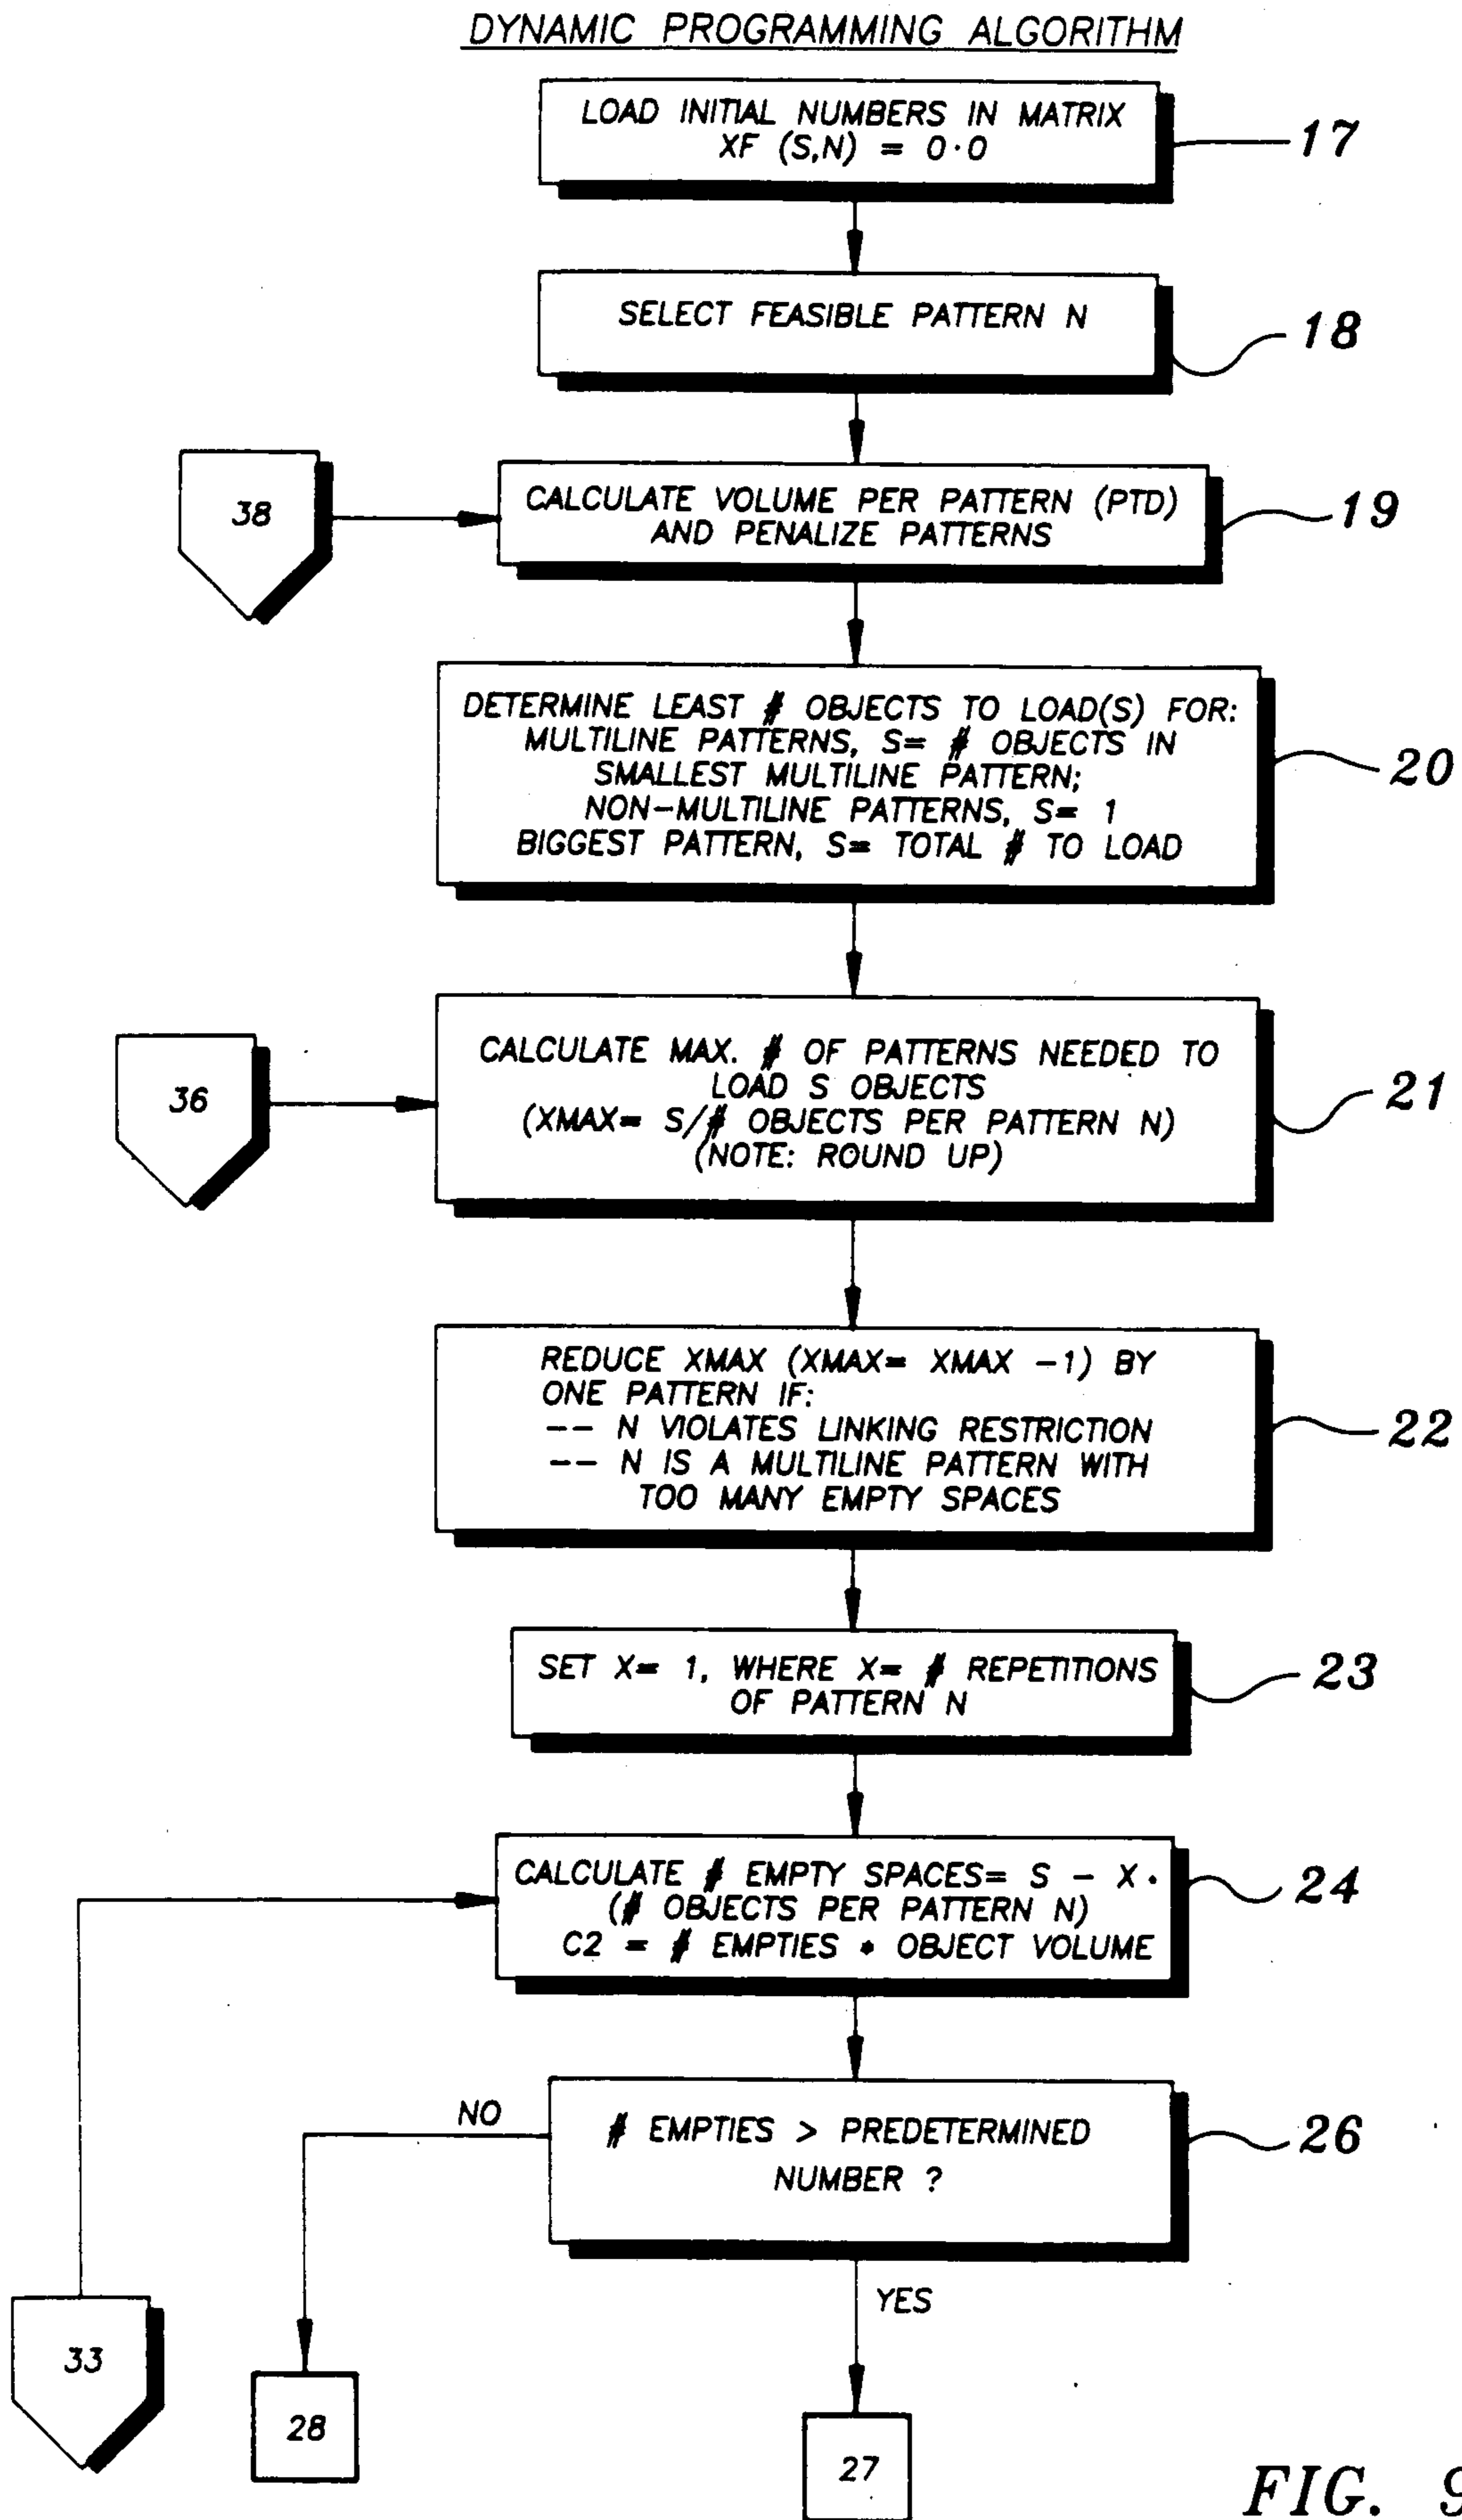 DYNAMIC PROGRAMMING ALGORITHM
LOAD INITIAL NUMBERS IN MATRIX
XF (S,N) = 0·0
17
SELECT FEASIBLE PATTERN N
18
38
CALCULATE VOLUME PER PATTERN (PTD)
AND PENALIZE PATTERNS
19
DETERMINE LEAST # OBJECTS TO LOAD(S) FOR:
MULTILINE PATTERNS, S= # OBJECTS IN
SMALLEST MULTILINE PATTERN;
NON-MULTILINE PATTERNS, S= 1
BIGGEST PATTERN, S= TOTAL # TO LOAD
20
36
CALCULATE MAX. # OF PATTERNS NEEDED TO
LOAD S OBJECTS
(XMAX= S/# OBJECTS PER PATTERN N)
(NOTE: ROUND UP)
21
REDUCE XMAX (XMAX= XMAX -1) BY
ONE PATTERN IF:
-- N VIOLATES LINKING RESTRICTION
-- N IS A MULTILINE PATTERN WITH
TOO MANY EMPTY SPACES
22
SET X= 1, WHERE X= # REPETITIONS
OF PATTERN N
23
CALCULATE # EMPTY SPACES= S - X·
(# OBJECTS PER PATTERN N)
C2 = # EMPTIES • OBJECT VOLUME
24
# EMPTIES > PREDETERMINED
NUMBER ?
26
NO
YES
33
28
27
FIG. 9